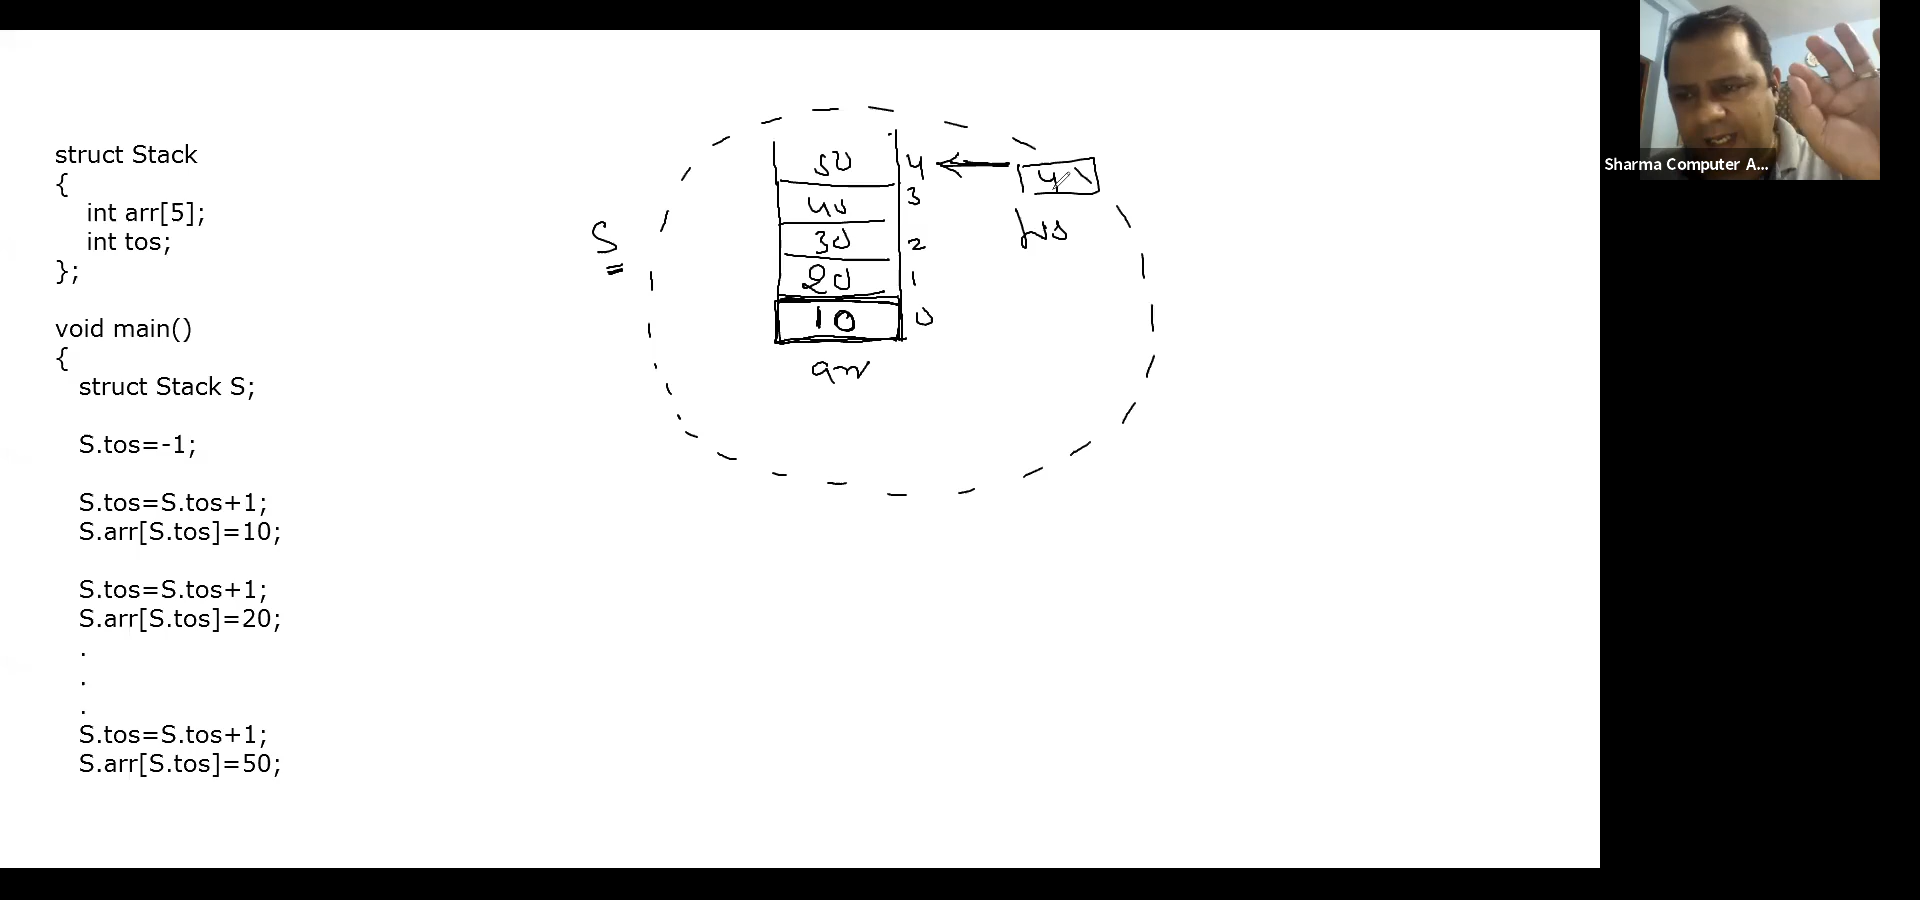 struct Stack
{
int arr[5];
int tos;
};
void main()
{
struct Stack S;
S.tos=-1;
S.tos=S.tos+1;
S.arr[S.tos]=10;
S.tos=S.tos+1;
S.arr[S.tos]=20;
.
.
.
S.tos=S.tos+1;
S.arr[S.tos]=50;
S
50 4
40 3
30 2
20 1
10 0
arr
4
tos
Sharma Computer A...